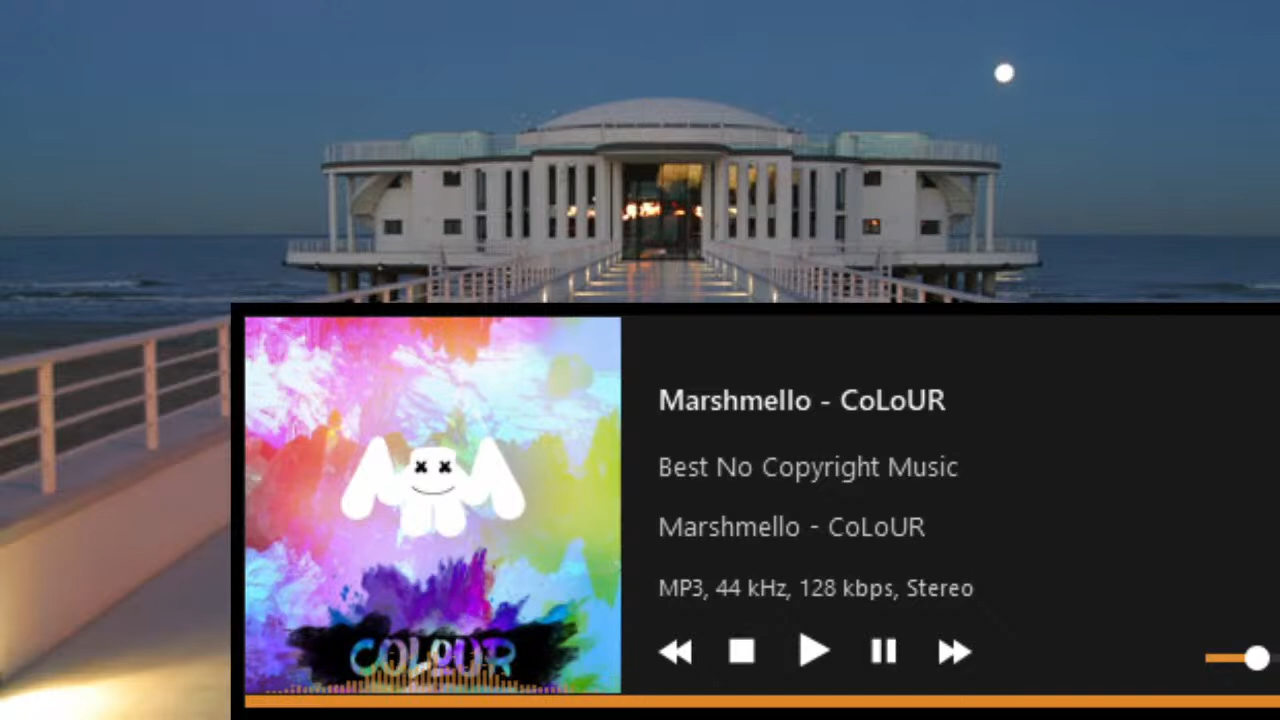 Marshmello - CoLoUR
Best No Copyright Music
Marshmello - CoLoUR
MP3, 44 kHz, 128 kbps, Stereo
COLOUR